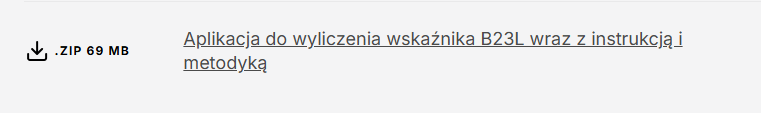 .ZIP 69 MB
Aplikacja do wyliczenia wskaźnika B23L wraz z instrukcją i
metodyką